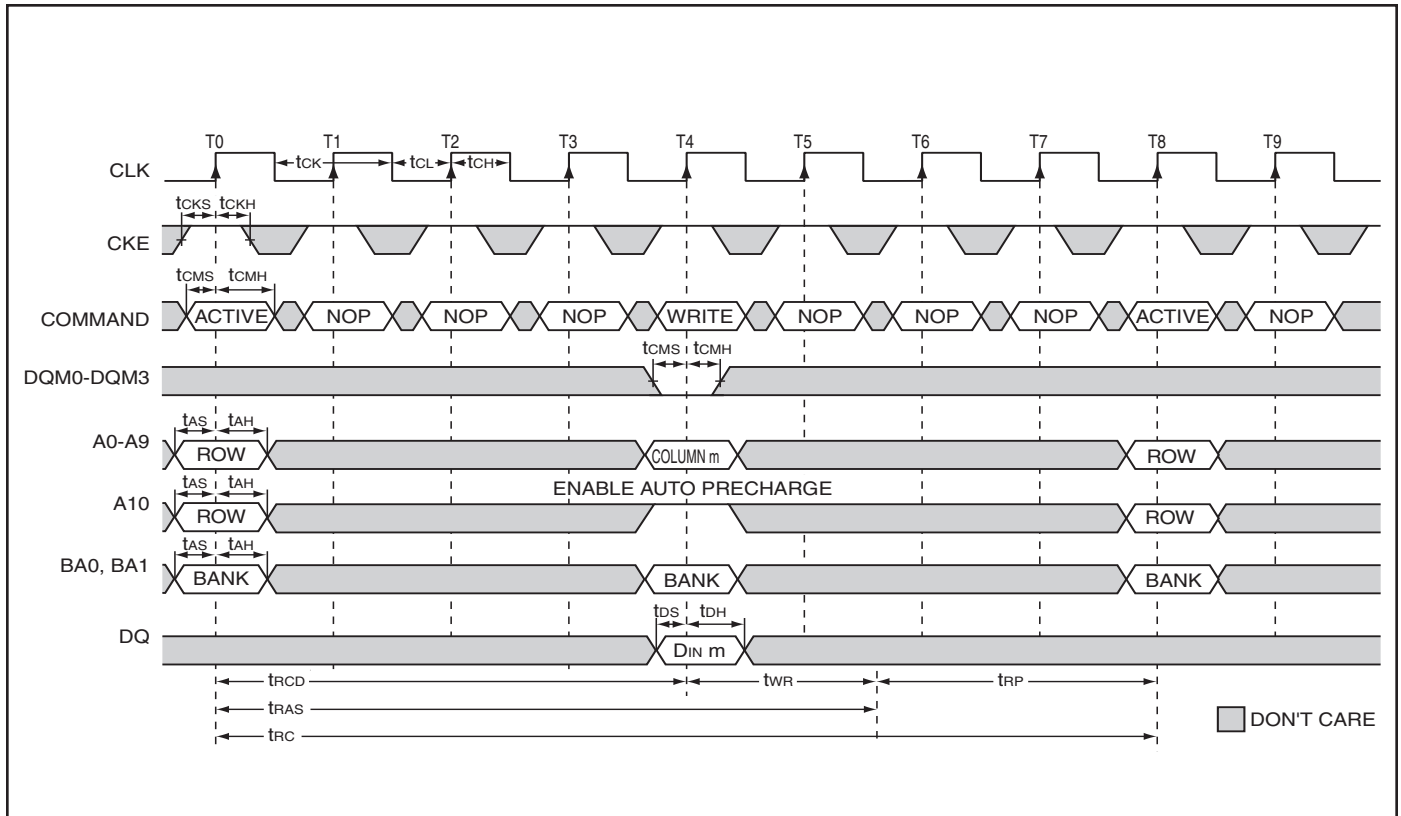 T0 T1 T2 T3 T4 T5 T6 T7 T8 T9
CLK tCK tCL tCH
tCKS tCKH
CKE
tCMS tCMH
COMMAND ACTIVE NOP NOP NOP WRITE NOP NOP NOP ACTIVE NOP
tCMS tCMH
DQM0-DQM3
tAS tAH
A0-A9 ROW COLUMN m ROW
tAS tAH ENABLE AUTO PRECHARGE
A10 ROW ROW
tAS tAH
BA0, BA1 BANK BANK BANK
tDS tDH
DQ DIN m
tRCD tWR tRP
tRAS
tRC
DON'T CARE